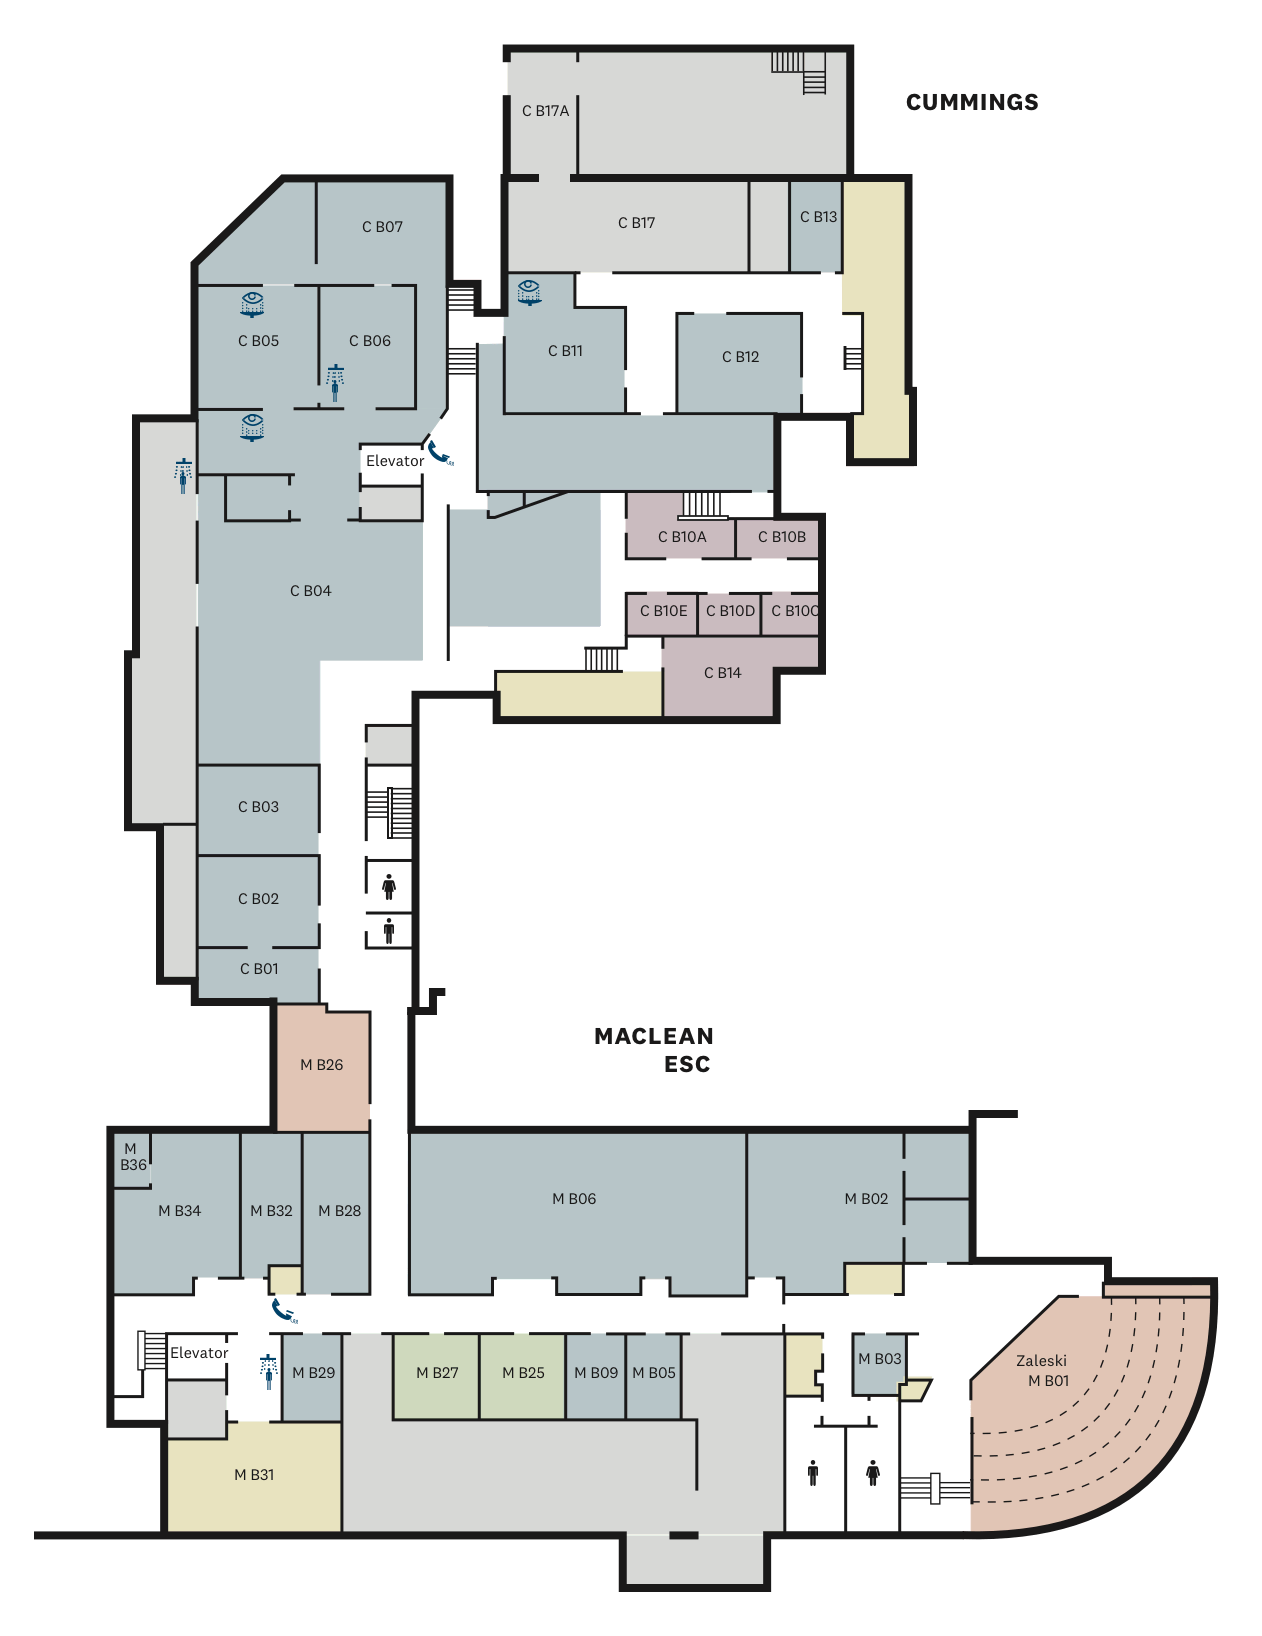 CUMMINGS
C B17A
C B17
C B13
C B07
C B05
C B06
C B11
C B12
Elevator
C B10A
C B10B
C B04
C B10E
C B10D
C B10C
C B14
C B03
C B02
C B01
MACLEAN
ESC
M B26
M
B36
M B34
M B32
M B28
M B06
M B02
Elevator
M B29
M B27
M B25
M B09
M B05
M B03
Zaleski
M B01
M B31